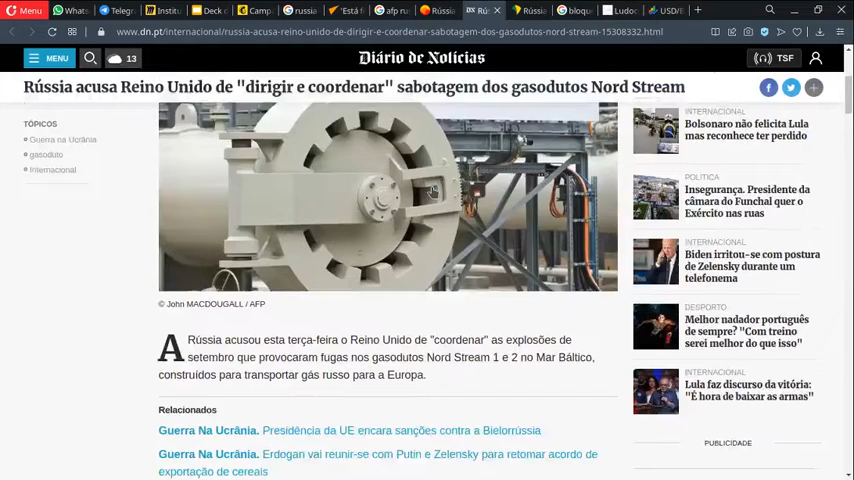 Menu
Whats
Telegr
Institu
Deck d
Camp
russia
'Está f
afp ru
Rússia
Rús
Rússia
bloque
Ludoc
USD/B
www.dn.pt/internacional/russia-acusa-reino-unido-de-dirigir-e-coordenar-sabotagem-dos-gasodutos-nord-stream-15308332.html
MENU
13
Diário de Notícias
TSF
Rússia acusa Reino Unido de "dirigir e coordenar" sabotagem dos gasodutos Nord Stream
TÓPICOS
Guerra na Ucrânia
gasoduto
Internacional
© John MACDOUGALL / AFP
A Rússia acusou esta terça-feira o Reino Unido de "coordenar" as explosões de
setembro que provocaram fugas nos gasodutos Nord Stream 1 e 2 no Mar Báltico,
construídos para transportar gás russo para a Europa.
Relacionados
Guerra Na Ucrânia. Presidência da UE encara sanções contra a Bielorrússia
Guerra Na Ucrânia. Erdogan vai reunir-se com Putin e Zelensky para retomar acordo de
exportação de cereais
INTERNACIONAL
Bolsonaro não felicita Lula
mas reconhece ter perdido
POLÍTICA
Insegurança. Presidente da
câmara do Funchal quer o
Exército nas ruas
INTERNACIONAL
Biden irritou-se com postura
de Zelensky durante um
telefonema
DESPORTO
Melhor nadador português
de sempre? "Com treino
serei melhor do que isso"
INTERNACIONAL
Lula faz discurso da vitória:
"É hora de baixar as armas"
PUBLICIDADE